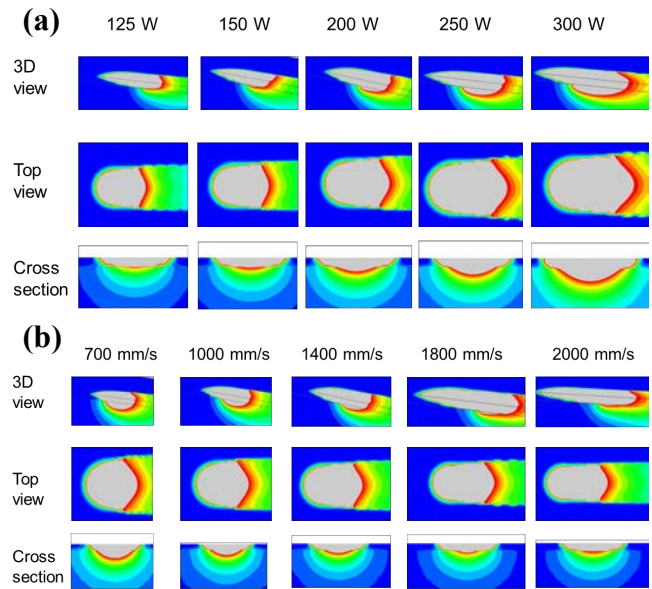 (a)
125 W 150 W 200 W 250 W 300 W
3D
view
Top
view
Cross
section
(b)
700 mm/s 1000 mm/s 1400 mm/s 1800 mm/s 2000 mm/s
3D
view
Top
view
Cross
section